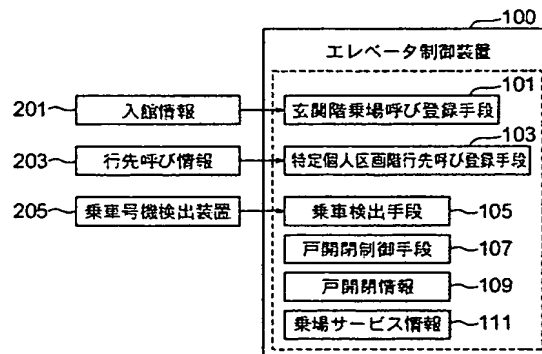 100
エレベータ制御装置
101
201 入館情報 玄関階乗場呼び登録手段
103
203 行先呼び情報 特定個人区画階行先呼び登録手段
205 乗車号機検出装置 乗車検出手段 105
戸開閉制御手段 107
戸開閉情報 109
乗場サービス情報 111